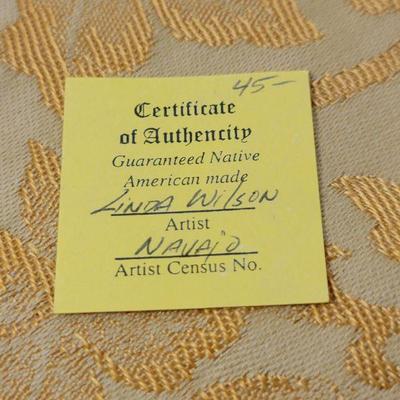 45-
Certificate
of Authencity
Guaranteed Native
American made
Linda Wilson
Artist
Navajo
Artist Census No.